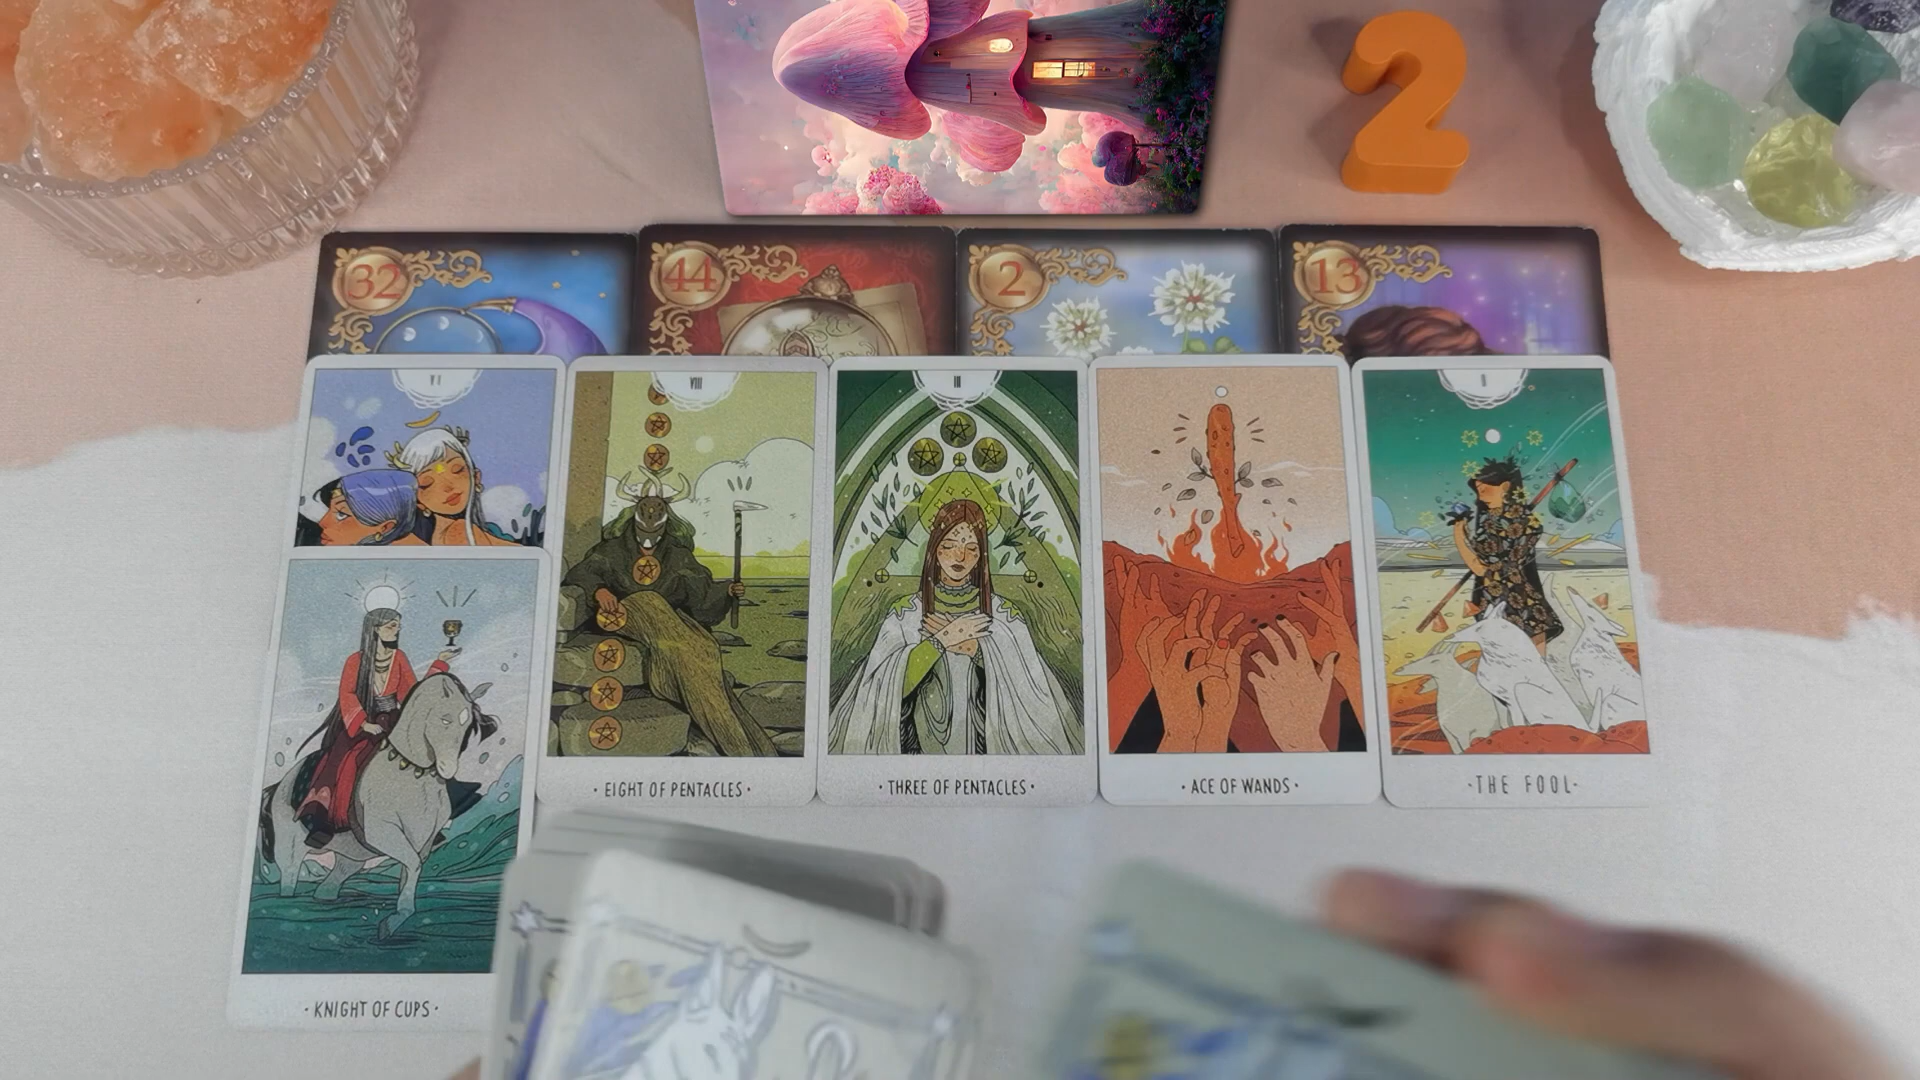 2
32
44
2
13
VI
VIII
III
· EIGHT OF PENTACLES ·
· THREE OF PENTACLES ·
· ACE OF WANDS ·
· THE FOOL ·
· KNIGHT OF CUPS ·